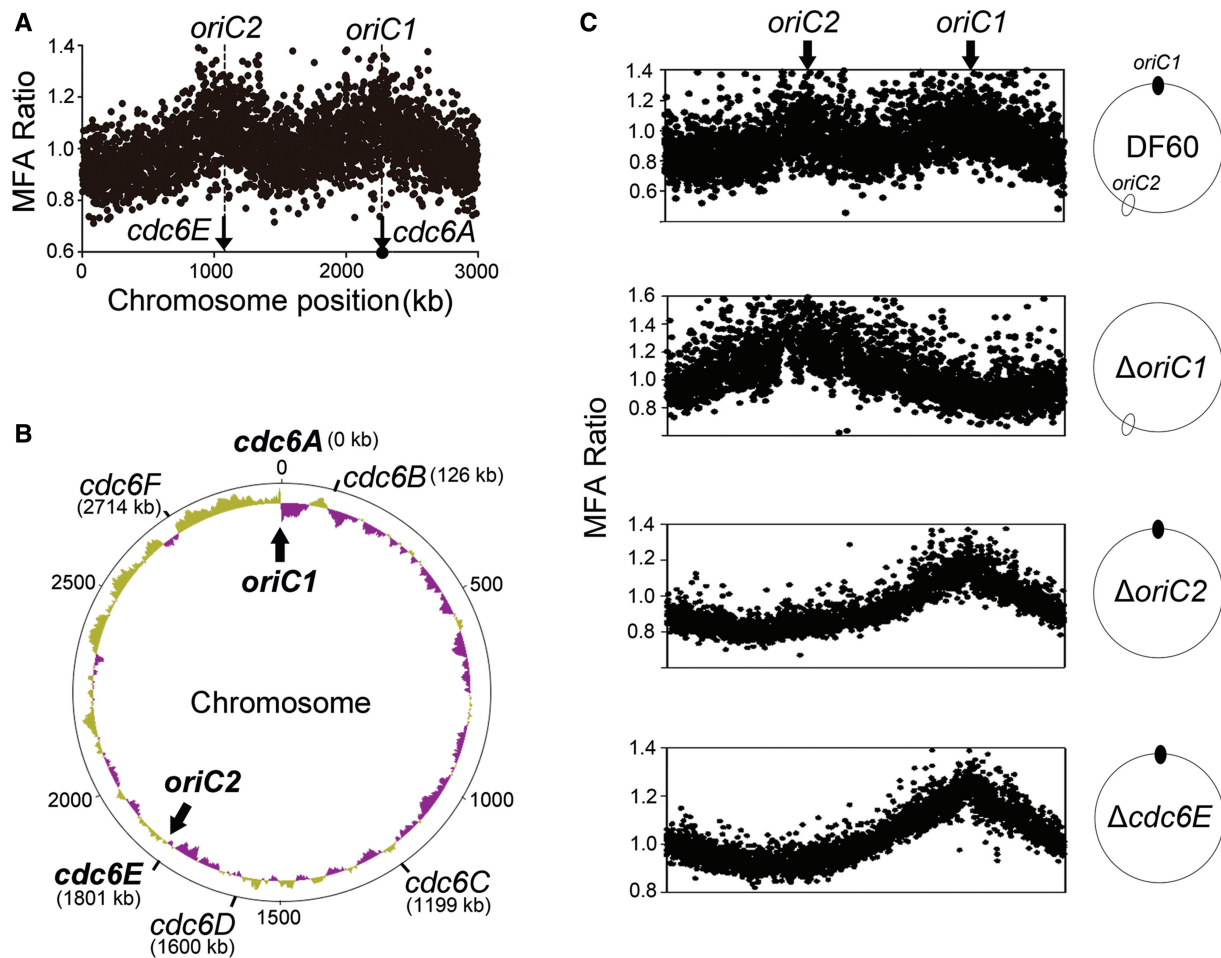 A
oriC2 oriC1
1.4
1.2
1.0
0.8
0.6
MFA Ratio
cdc6E cdc6A
0 1000 2000 3000
Chromosome position (kb)
B
cdc6A (0 kb)
0
cdc6B (126 kb)
cdc6F
(2714 kb)
oriC1
2500
500
Chromosome
oriC2
2000
1000
cdc6E
(1801 kb)
cdc6C
(1199 kb)
cdc6D
(1600 kb)
1500
C
oriC2 oriC1
MFA Ratio
1.4
1.2
1.0
0.8
0.6
oriC1
DF60
oriC2
1.6
1.4
1.2
1.0
0.8
ΔoriC1
1.4
1.2
1.0
0.8
ΔoriC2
1.4
1.2
1.0
0.8
Δcdc6E